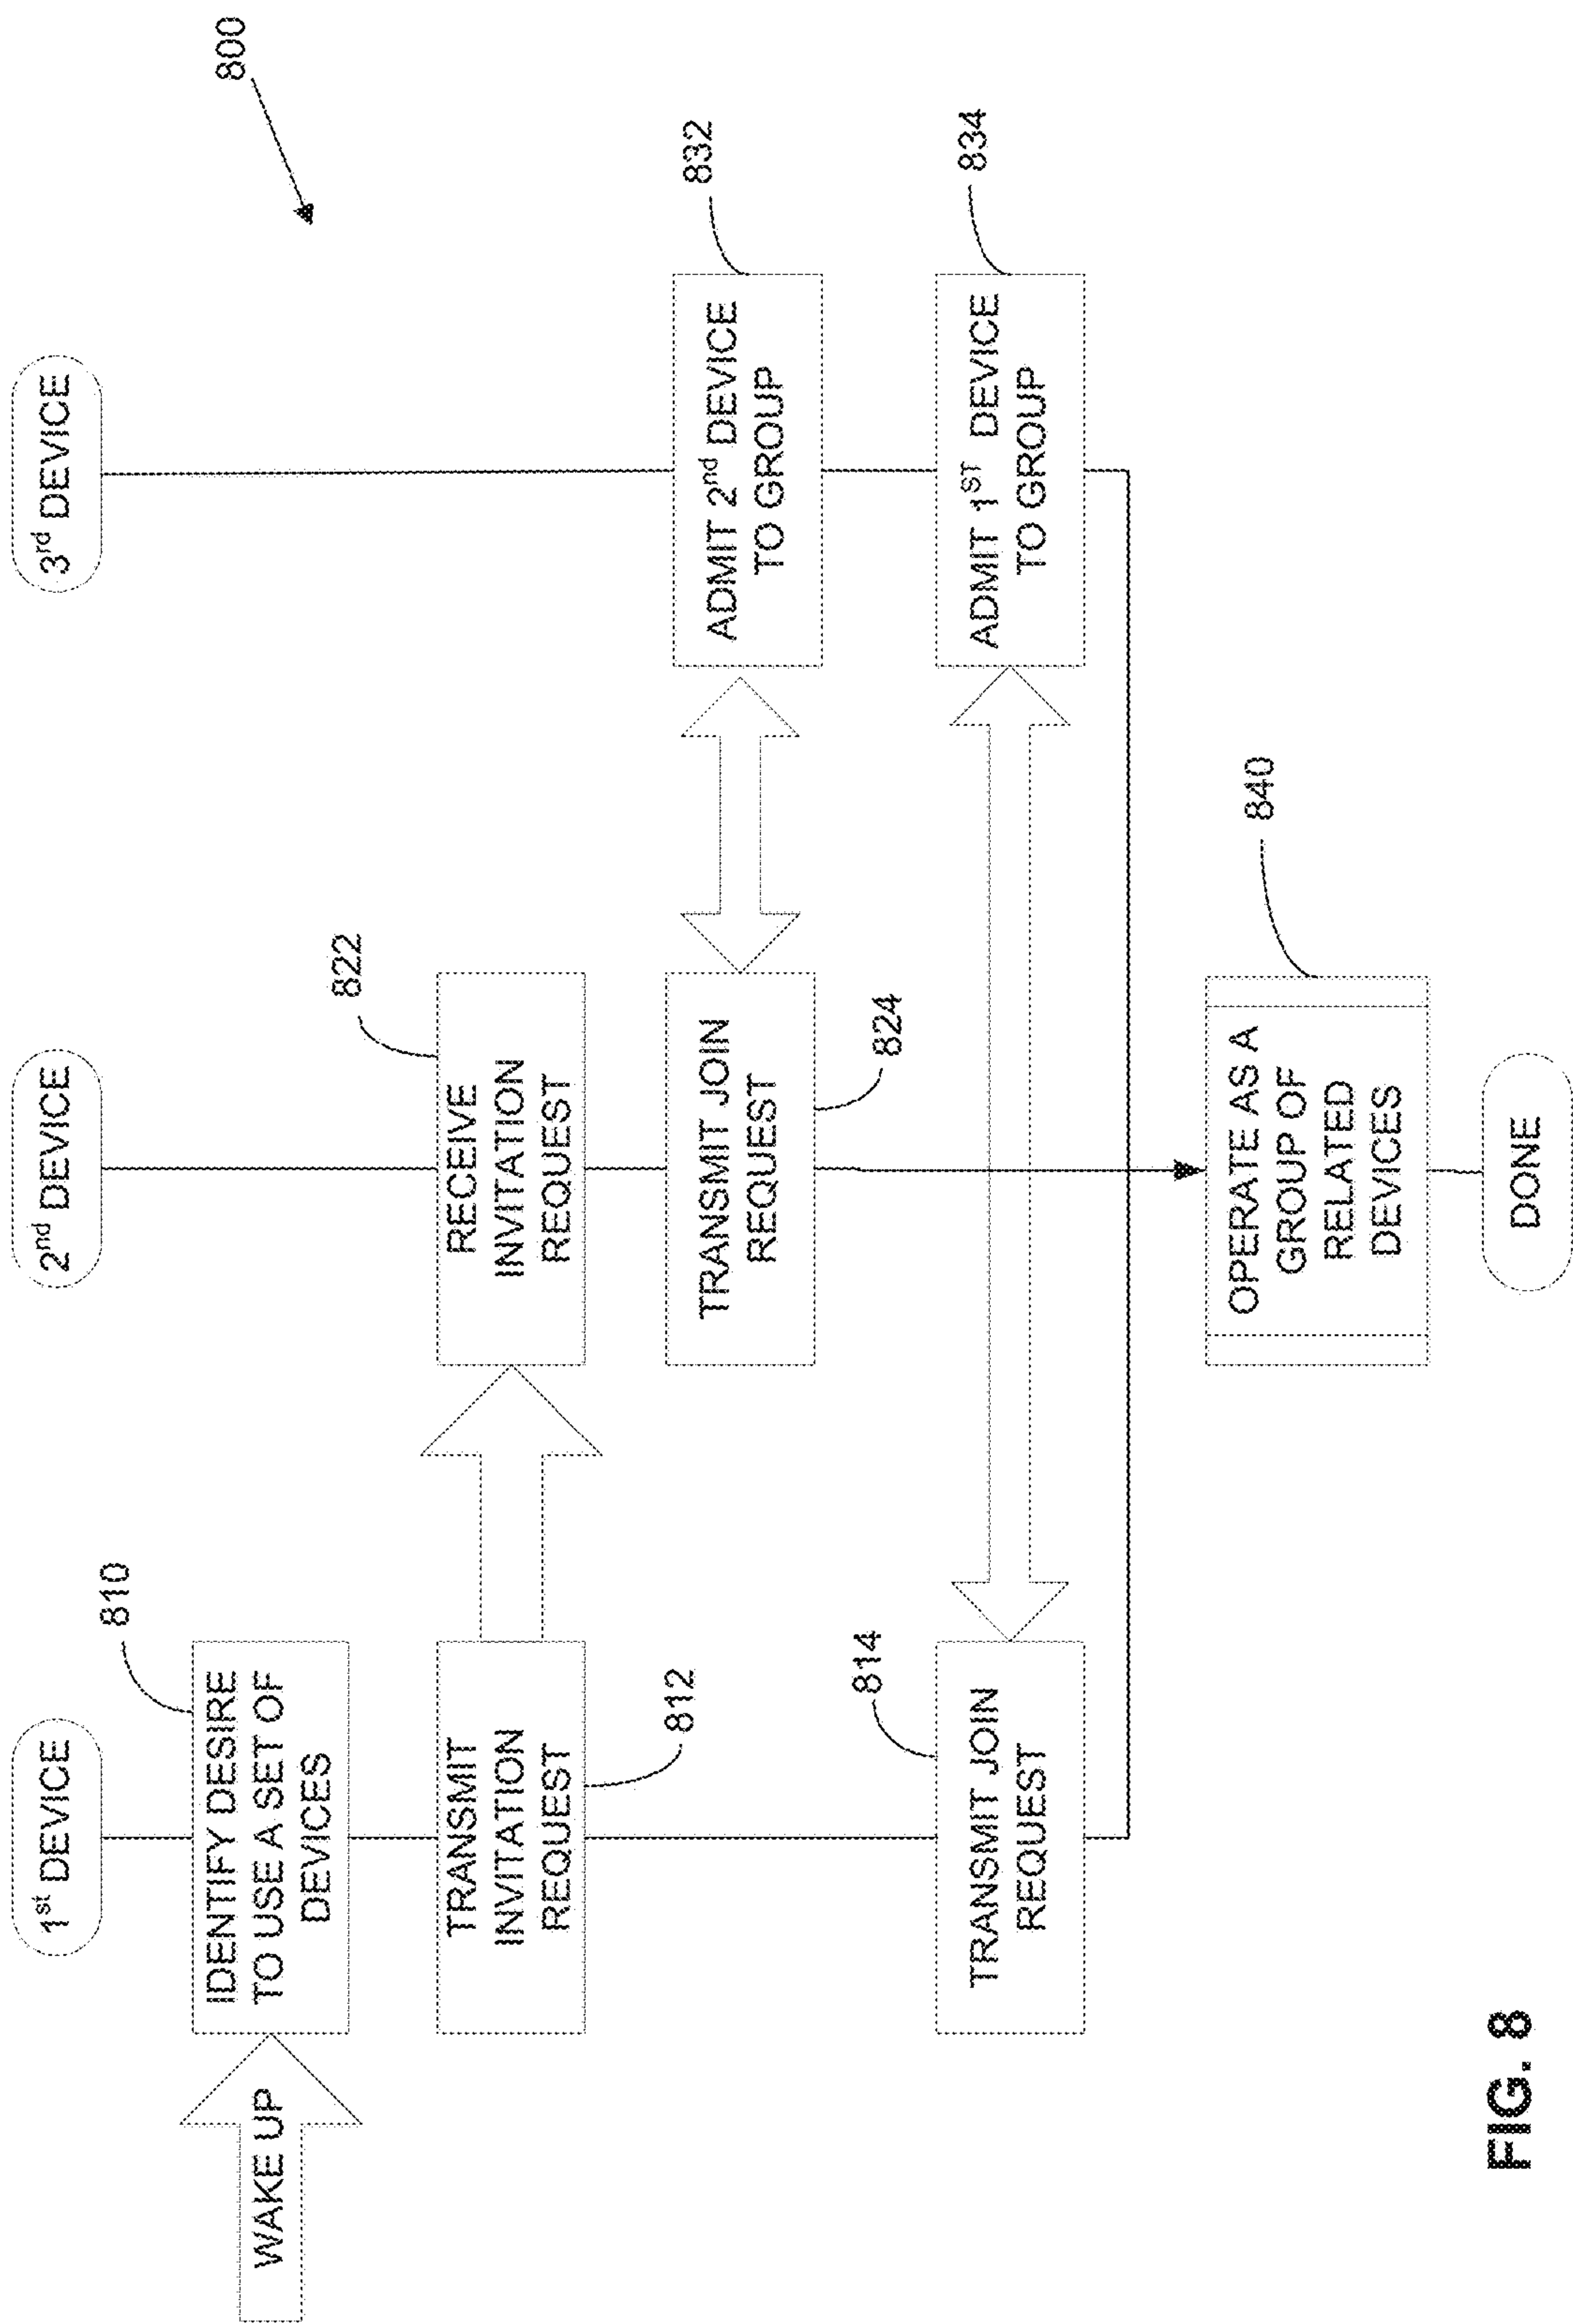 800
1st DEVICE
2nd DEVICE
3rd DEVICE
WAKE UP
810
IDENTIFY DESIRE
TO USE A SET OF
DEVICES
TRANSMIT
INVITATION
REQUEST
812
822
RECEIVE
INVITATION
REQUEST
TRANSMIT JOIN
REQUEST
824
832
ADMIT 2nd DEVICE
TO GROUP
814
TRANSMIT JOIN
REQUEST
834
ADMIT 1ST DEVICE
TO GROUP
840
OPERATE AS A
GROUP OF
RELATED
DEVICES
DONE
FIG. 8